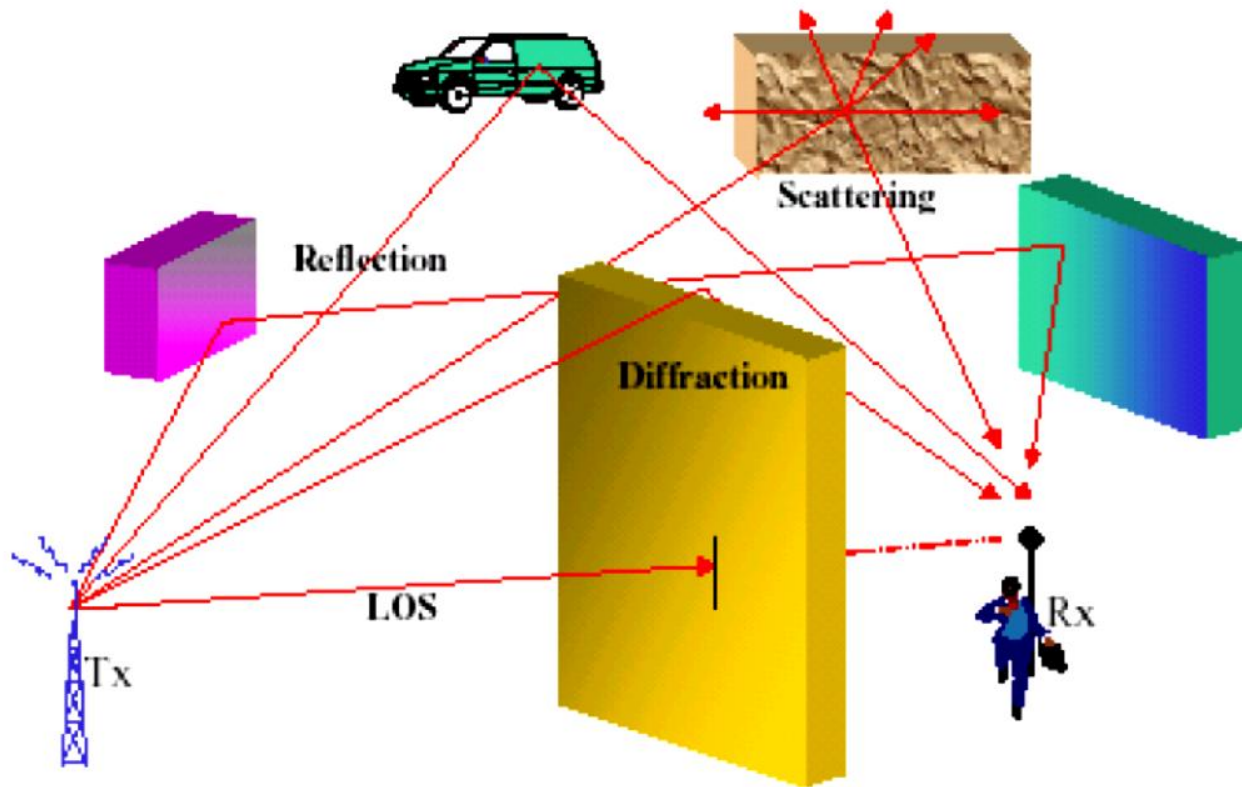 Scattering
Reflection
Diffraction
LOS
Rx
Tx